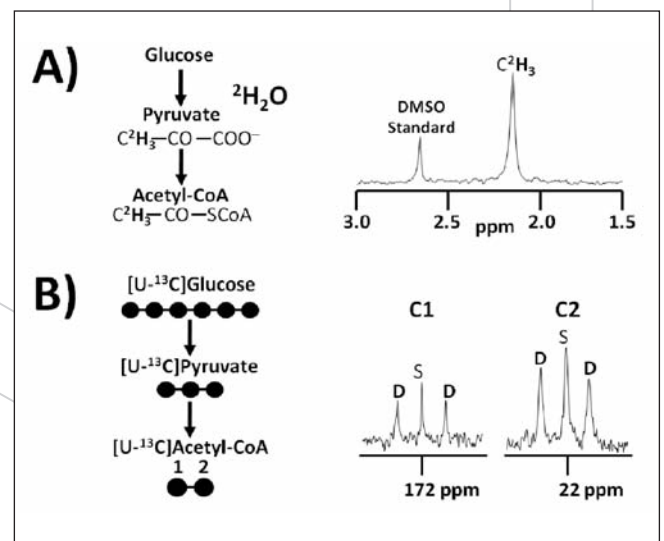 A)
Glucose
²H₂O
Pyruvate
C²H₃—CO—COO⁻
Acetyl-CoA
C²H₃—CO—SCoA
C²H₃
DMSO
Standard
3.0 2.5 ppm 2.0 1.5
B)
[U-¹³C]Glucose
[U-¹³C]Pyruvate
[U-¹³C]Acetyl-CoA
1 2
C1 C2
D S D D S D
172 ppm 22 ppm